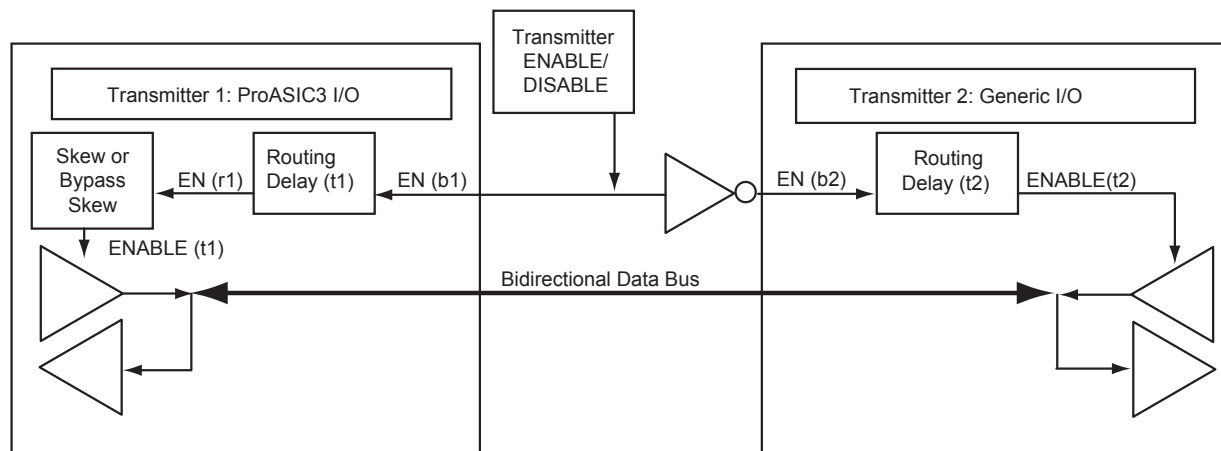 Transmitter
ENABLE/
DISABLE
Transmitter 1: ProASIC3 I/O
Transmitter 2: Generic I/O
Skew or
Bypass
Skew
EN (r1)
Routing
Delay (t1)
EN (b1)
EN (b2)
Routing
Delay (t2)
ENABLE(t2)
ENABLE (t1)
Bidirectional Data Bus